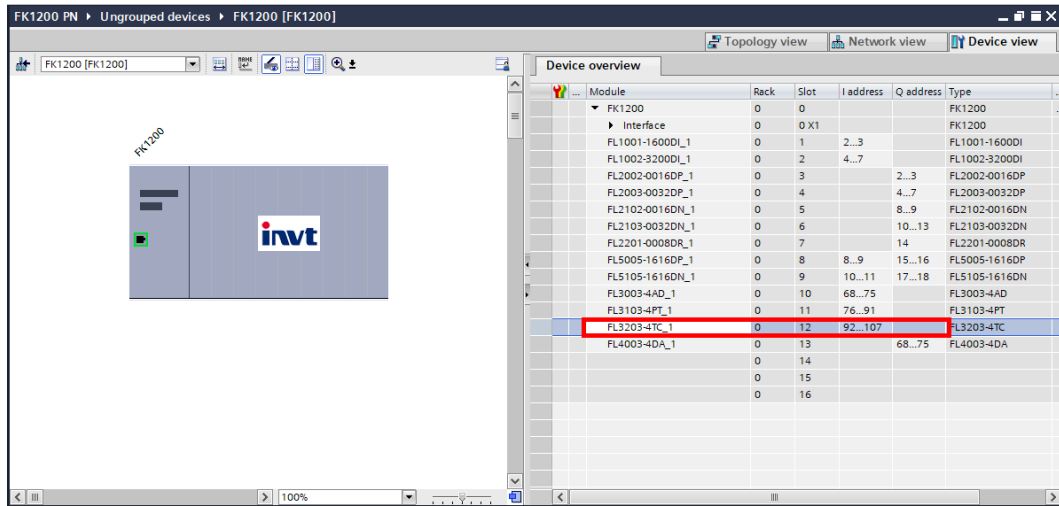 FK1200 PN ▸ Ungrouped devices ▸ FK1200 [FK1200]
Topology view Network view Device view
FK1200 [FK1200]
Device overview
... Module Rack Slot I address Q address Type
FK1200 0 0 FK1200
Interface 0 0 X1 FK1200
FL1001-1600DI_1 0 1 2...3 FL1001-1600DI
FL1002-3200DI_1 0 2 4...7 FL1002-3200DI
FL2002-0016DP_1 0 3 2...3 FL2002-0016DP
FL2003-0032DP_1 0 4 4...7 FL2003-0032DP
FL2102-0016DN_1 0 5 8...9 FL2102-0016DN
FL2103-0032DN_1 0 6 10...13 FL2103-0032DN
FL2201-0008DR_1 0 7 14 FL2201-0008DR
FL5005-1616DP_1 0 8 8...9 15...16 FL5005-1616DP
FL5105-1616DN_1 0 9 10...11 17...18 FL5105-1616DN
FL3003-4AD_1 0 10 68...75 FL3003-4AD
FL3103-4PT_1 0 11 76...91 FL3103-4PT
FL3203-4TC_1 0 12 92...107 FL3203-4TC
FL4003-4DA_1 0 13 68...75 FL4003-4DA
0 14
0 15
0 16
FK1200
invt
100%